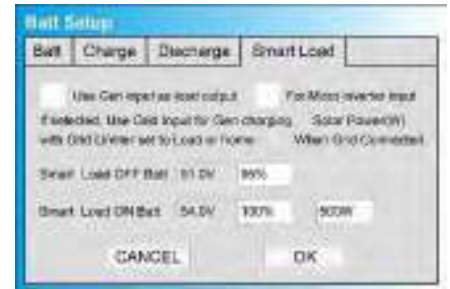 Batt Setup
Batt Charge Discharge Smart Load
Use Gen input as load output For Micro inverter input
If selected, Use Grid Input for Gen charging Solar Power(W)
with Grid Limiter set to Load or home When Grid Connected
Smart Load OFF Batt 51.0V 95%
Smart Load ON Batt 54.0V 100% 500W
CANCEL OK